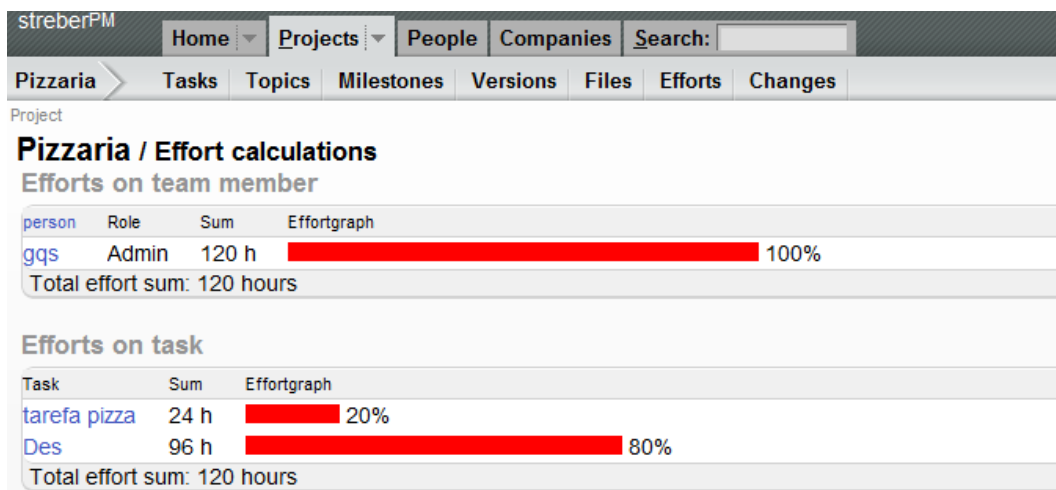 streberPM
Home Projects People Companies Search:
Pizzaria Tasks Topics Milestones Versions Files Efforts Changes
Project
Pizzaria / Effort calculations
Efforts on team member
person Role Sum Effortgraph
gqs Admin 120 h 100%
Total effort sum: 120 hours
Efforts on task
Task Sum Effortgraph
tarefa pizza 24 h 20%
Des 96 h 80%
Total effort sum: 120 hours